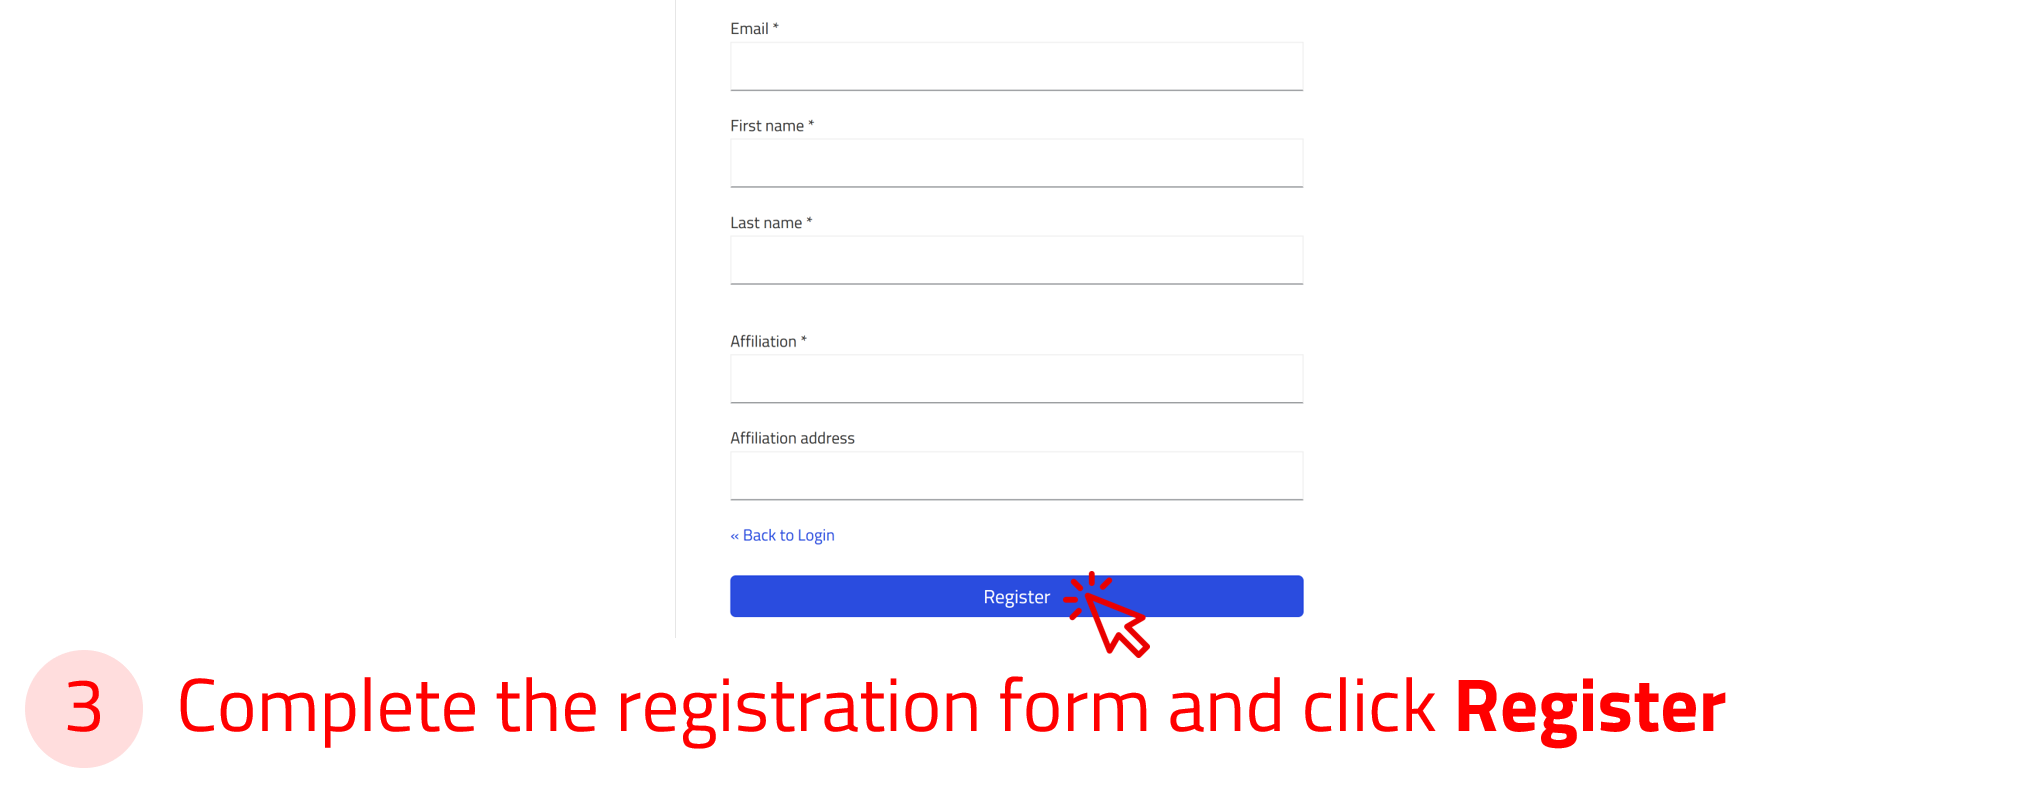 Email *
First name *
Last name *
Affiliation *
Affiliation address
« Back to Login
Register
3 Complete the registration form and click Register